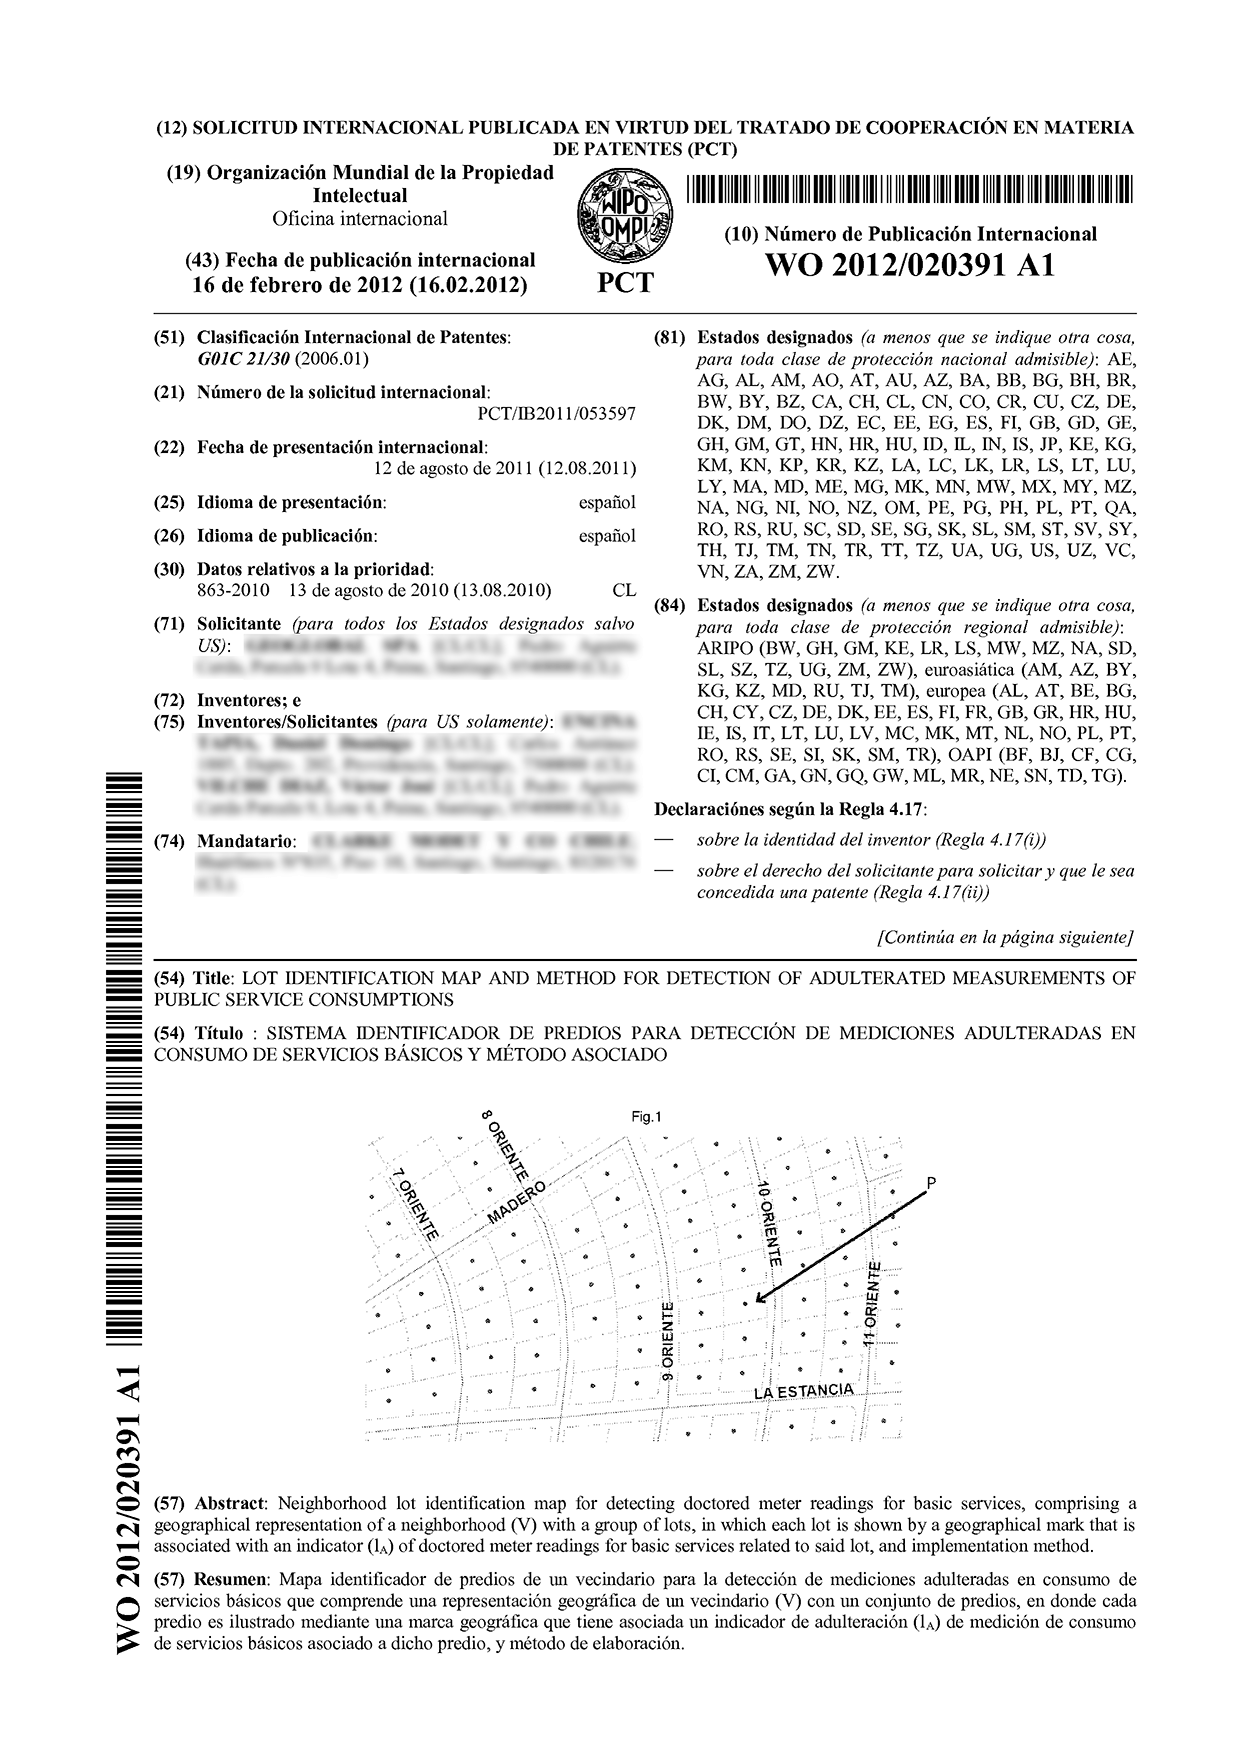 (12) SOLICITUD INTERNACIONAL PUBLICADA EN VIRTUD DEL TRATADO DE COOPERACIÓN EN MATERIA
DE PATENTES (PCT)
(19) Organización Mundial de la Propiedad
Intelectual
Oficina internacional
(43) Fecha de publicación internacional
16 de febrero de 2012 (16.02.2012)
WIPO
OMPI
PCT
(10) Número de Publicación Internacional
WO 2012/020391 A1
(51) Clasificación Internacional de Patentes:
G01C 21/30 (2006.01)
(21) Número de la solicitud internacional:
PCT/IB2011/053597
(22) Fecha de presentación internacional:
12 de agosto de 2011 (12.08.2011)
(25) Idioma de presentación: español
(26) Idioma de publicación: español
(30) Datos relativos a la prioridad:
863-2010 13 de agosto de 2010 (13.08.2010) CL
(71) Solicitante (para todos los Estados designados salvo
US):
(72) Inventores; e
(75) Inventores/Solicitantes (para US solamente):
(74) Mandatario:
(81) Estados designados (a menos que se indique otra cosa,
para toda clase de protección nacional admisible): AE,
AG, AL, AM, AO, AT, AU, AZ, BA, BB, BG, BH, BR,
BW, BY, BZ, CA, CH, CL, CN, CO, CR, CU, CZ, DE,
DK, DM, DO, DZ, EC, EE, EG, ES, FI, GB, GD, GE,
GH, GM, GT, HN, HR, HU, ID, IL, IN, IS, JP, KE, KG,
KM, KN, KP, KR, KZ, LA, LC, LK, LR, LS, LT, LU,
LY, MA, MD, ME, MG, MK, MN, MW, MX, MY, MZ,
NA, NG, NI, NO, NZ, OM, PE, PG, PH, PL, PT, QA,
RO, RS, RU, SC, SD, SE, SG, SK, SL, SM, ST, SV, SY,
TH, TJ, TM, TN, TR, TT, TZ, UA, UG, US, UZ, VC,
VN, ZA, ZM, ZW.
(84) Estados designados (a menos que se indique otra cosa,
para toda clase de protección regional admisible):
ARIPO (BW, GH, GM, KE, LR, LS, MW, MZ, NA, SD,
SL, SZ, TZ, UG, ZM, ZW), euroasiática (AM, AZ, BY,
KG, KZ, MD, RU, TJ, TM), europea (AL, AT, BE, BG,
CH, CY, CZ, DE, DK, EE, ES, FI, FR, GB, GR, HR, HU,
IE, IS, IT, LT, LU, LV, MC, MK, MT, NL, NO, PL, PT,
RO, RS, SE, SI, SK, SM, TR), OAPI (BF, BJ, CF, CG,
CI, CM, GA, GN, GQ, GW, ML, MR, NE, SN, TD, TG).
Declaraciónes según la Regla 4.17:
— sobre la identidad del inventor (Regla 4.17(i))
— sobre el derecho del solicitante para solicitar y que le sea
concedida una patente (Regla 4.17(ii))
[Continúa en la página siguiente]
(54) Title: LOT IDENTIFICATION MAP AND METHOD FOR DETECTION OF ADULTERATED MEASUREMENTS OF
PUBLIC SERVICE CONSUMPTIONS
(54) Título : SISTEMA IDENTIFICADOR DE PREDIOS PARA DETECCIÓN DE MEDICIONES ADULTERADAS EN
CONSUMO DE SERVICIOS BÁSICOS Y MÉTODO ASOCIADO
Fig.1
8 ORIENTE
7 ORIENTE
MADERO
10 ORIENTE
P
9 ORIENTE
11 ORIENTE
LA ESTANCIA
(57) Abstract: Neighborhood lot identification map for detecting doctored meter readings for basic services, comprising a
geographical representation of a neighborhood (V) with a group of lots, in which each lot is shown by a geographical mark that is
associated with an indicator (lA) of doctored meter readings for basic services related to said lot, and implementation method.
(57) Resumen: Mapa identificador de predios de un vecindario para la detección de mediciones adulteradas en consumo de
servicios básicos que comprende una representación geográfica de un vecindario (V) con un conjunto de predios, en donde cada
predio es ilustrado mediante una marca geográfica que tiene asociada un indicador de adulteración (lA) de medición de consumo
de servicios básicos asociado a dicho predio, y método de elaboración.
WO 2012/020391 A1